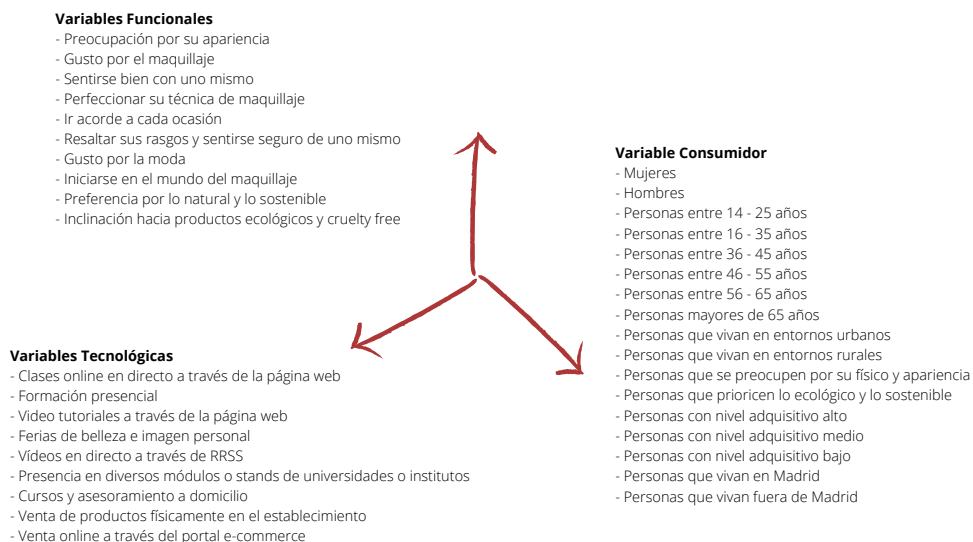 Variables Funcionales
- Preocupación por su apariencia
- Gusto por el maquillaje
- Sentirse bien con uno mismo
- Perfeccionar su técnica de maquillaje
- Ir acorde a cada ocasión
- Resaltar sus rasgos y sentirse seguro de uno mismo
- Gusto por la moda
- Iniciarse en el mundo del maquillaje
- Preferencia por lo natural y lo sostenible
- Inclinación hacia productos ecológicos y cruelty free
Variable Consumidor
- Mujeres
- Hombres
- Personas entre 14 - 25 años
- Personas entre 16 - 35 años
- Personas entre 36 - 45 años
- Personas entre 46 - 55 años
- Personas entre 56 - 65 años
- Personas mayores de 65 años
- Personas que vivan en entornos urbanos
- Personas que vivan en entornos rurales
- Personas que se preocupen por su físico y apariencia
- Personas que prioricen lo ecológico y lo sostenible
- Personas con nivel adquisitivo alto
- Personas con nivel adquisitivo medio
- Personas con nivel adquisitivo bajo
- Personas que vivan en Madrid
- Personas que vivan fuera de Madrid
Variables Tecnológicas
- Clases online en directo a través de la página web
- Formación presencial
- Video tutoriales a través de la página web
- Ferias de belleza e imagen personal
- Vídeos en directo a través de RRSS
- Presencia en diversos módulos o stands de universidades o institutos
- Cursos y asesoramiento a domicilio
- Venta de productos físicamente en el establecimiento
- Venta online a través del portal e-commerce